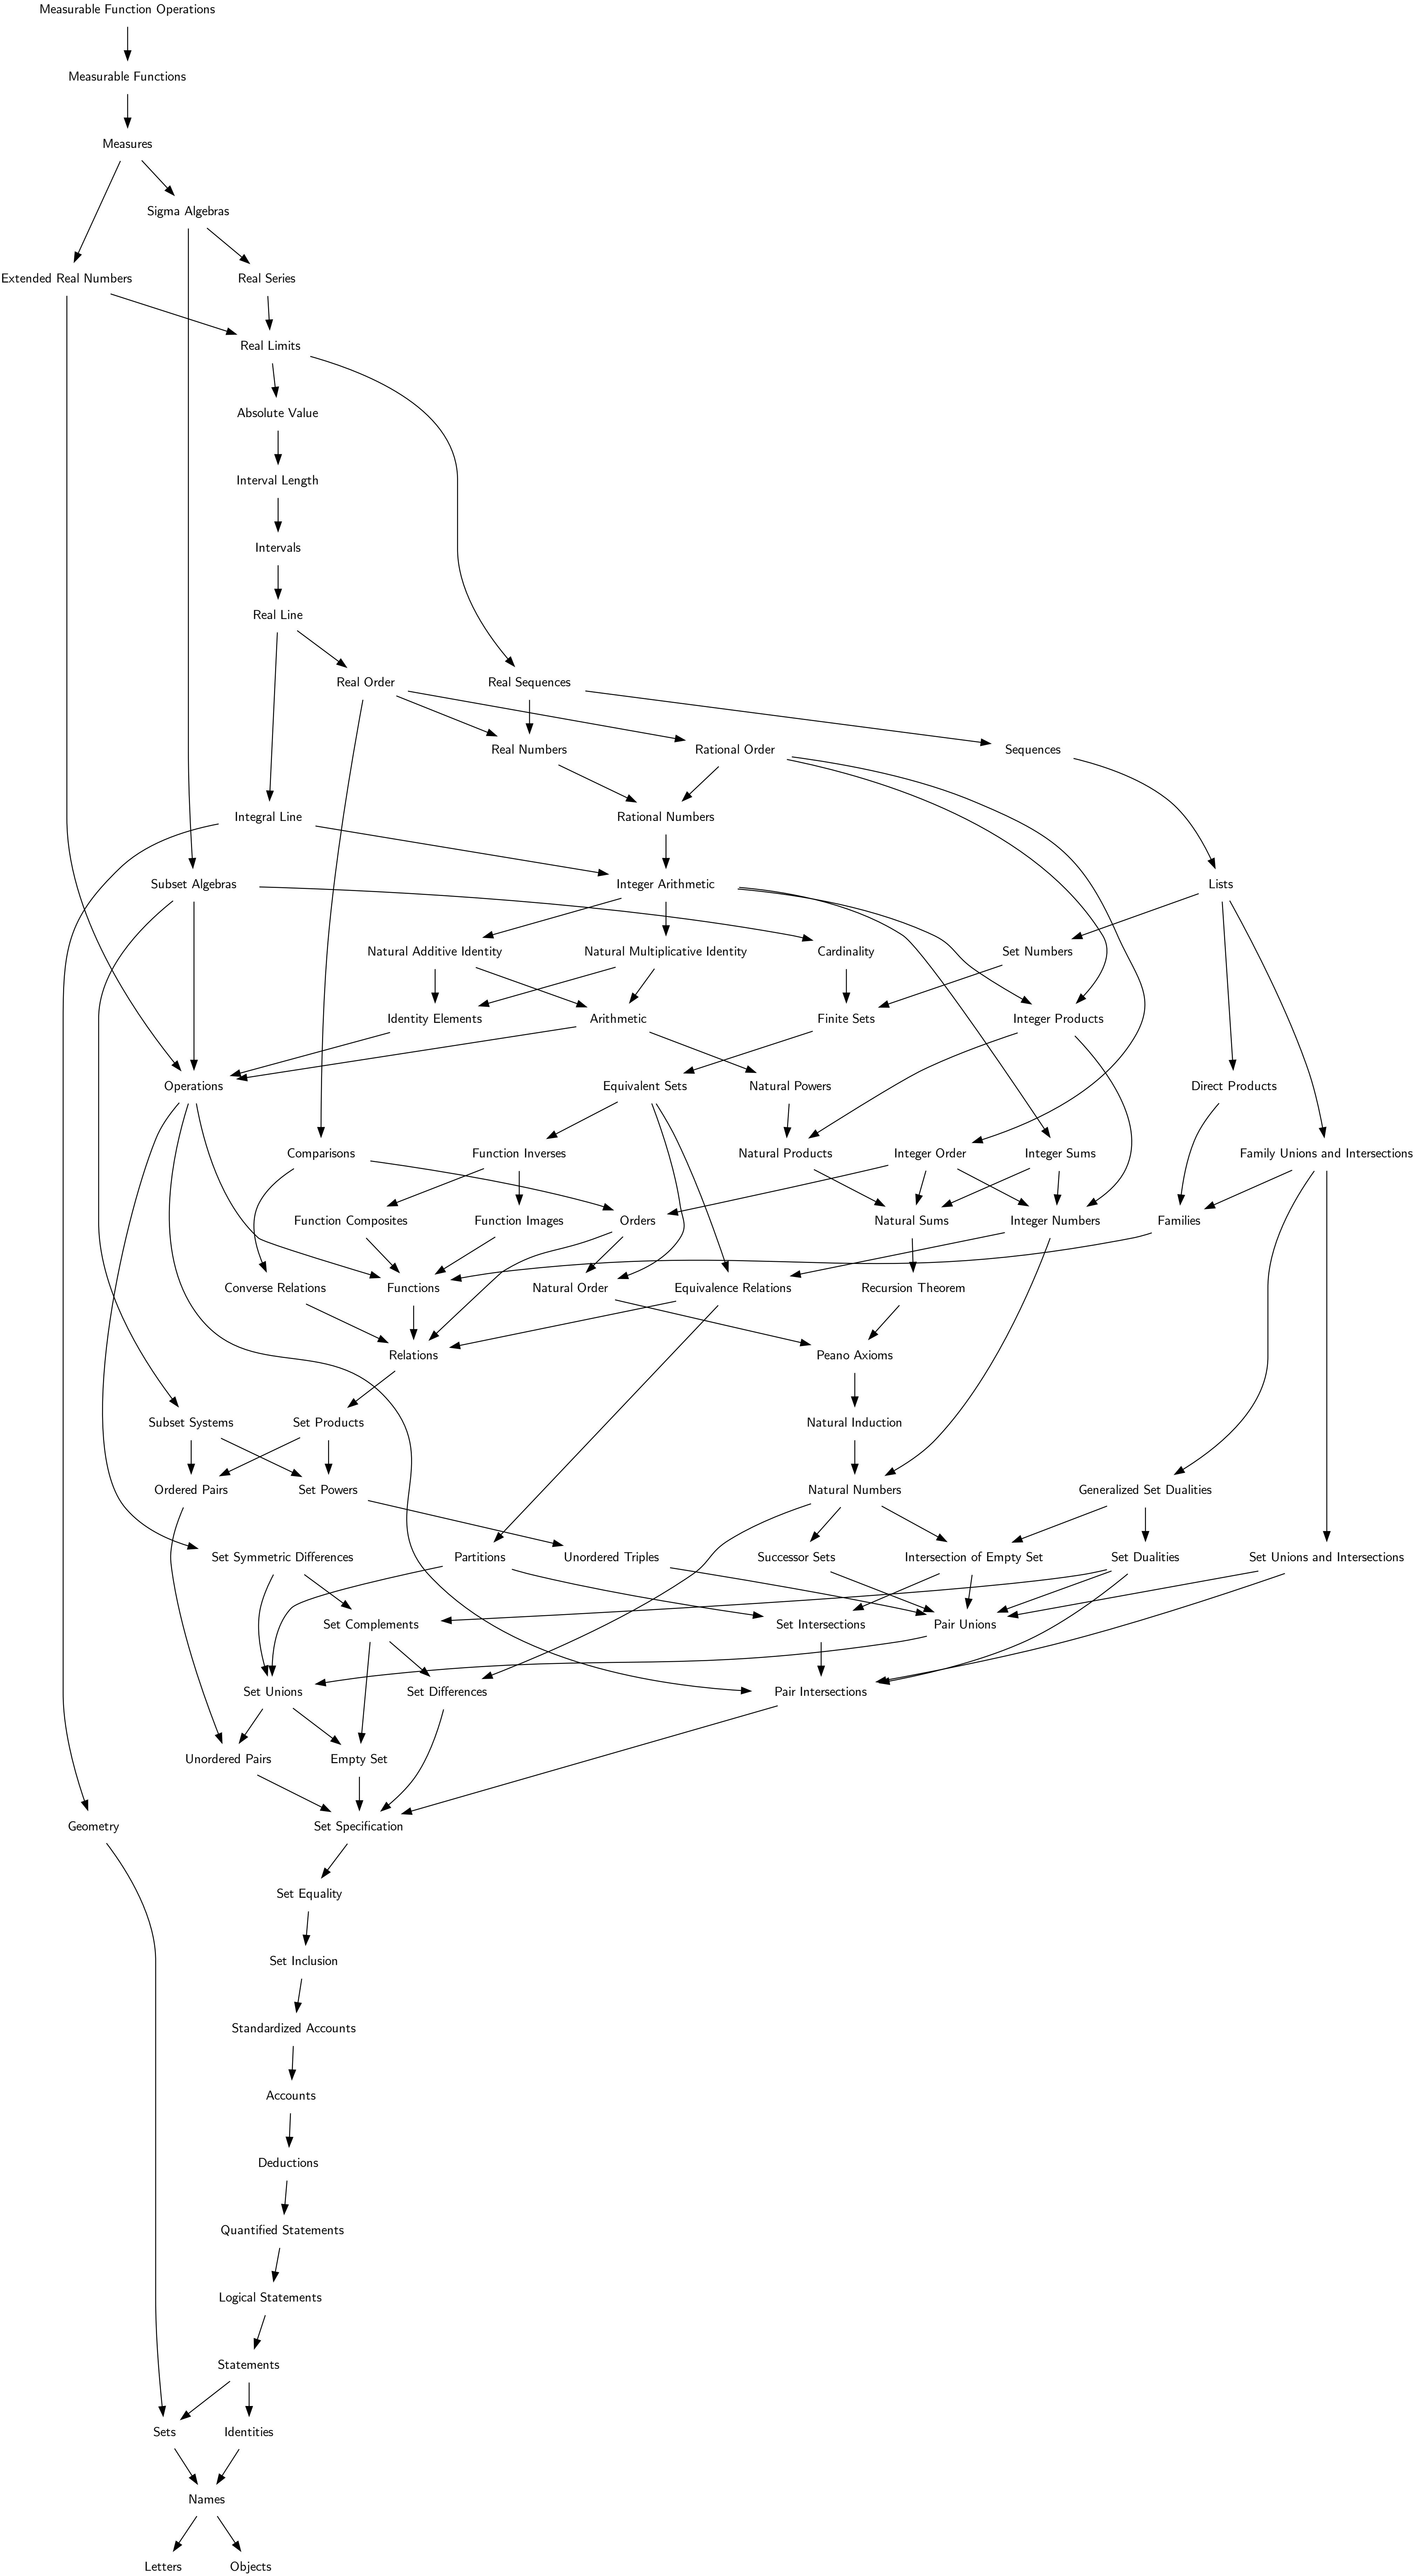 Measurable Function Operations
Measurable Functions
Measures
Sigma Algebras
Extended Real Numbers
Real Series
Real Limits
Absolute Value
Interval Length
Intervals
Real Line
Real Order
Real Sequences
Real Numbers
Rational Order
Sequences
Integral Line
Rational Numbers
Subset Algebras
Integer Arithmetic
Lists
Natural Additive Identity
Natural Multiplicative Identity
Cardinality
Set Numbers
Identity Elements
Arithmetic
Finite Sets
Integer Products
Operations
Equivalent Sets
Natural Powers
Direct Products
Comparisons
Function Inverses
Natural Products
Integer Order
Integer Sums
Family Unions and Intersections
Function Composites
Function Images
Orders
Natural Sums
Integer Numbers
Families
Converse Relations
Functions
Natural Order
Equivalence Relations
Recursion Theorem
Relations
Peano Axioms
Subset Systems
Set Products
Natural Induction
Ordered Pairs
Set Powers
Natural Numbers
Generalized Set Dualities
Set Symmetric Differences
Partitions
Unordered Triples
Successor Sets
Intersection of Empty Set
Set Dualities
Set Unions and Intersections
Set Complements
Set Intersections
Pair Unions
Set Unions
Set Differences
Pair Intersections
Unordered Pairs
Empty Set
Geometry
Set Specification
Set Equality
Set Inclusion
Standardized Accounts
Accounts
Deductions
Quantified Statements
Logical Statements
Statements
Sets
Identities
Names
Letters
Objects